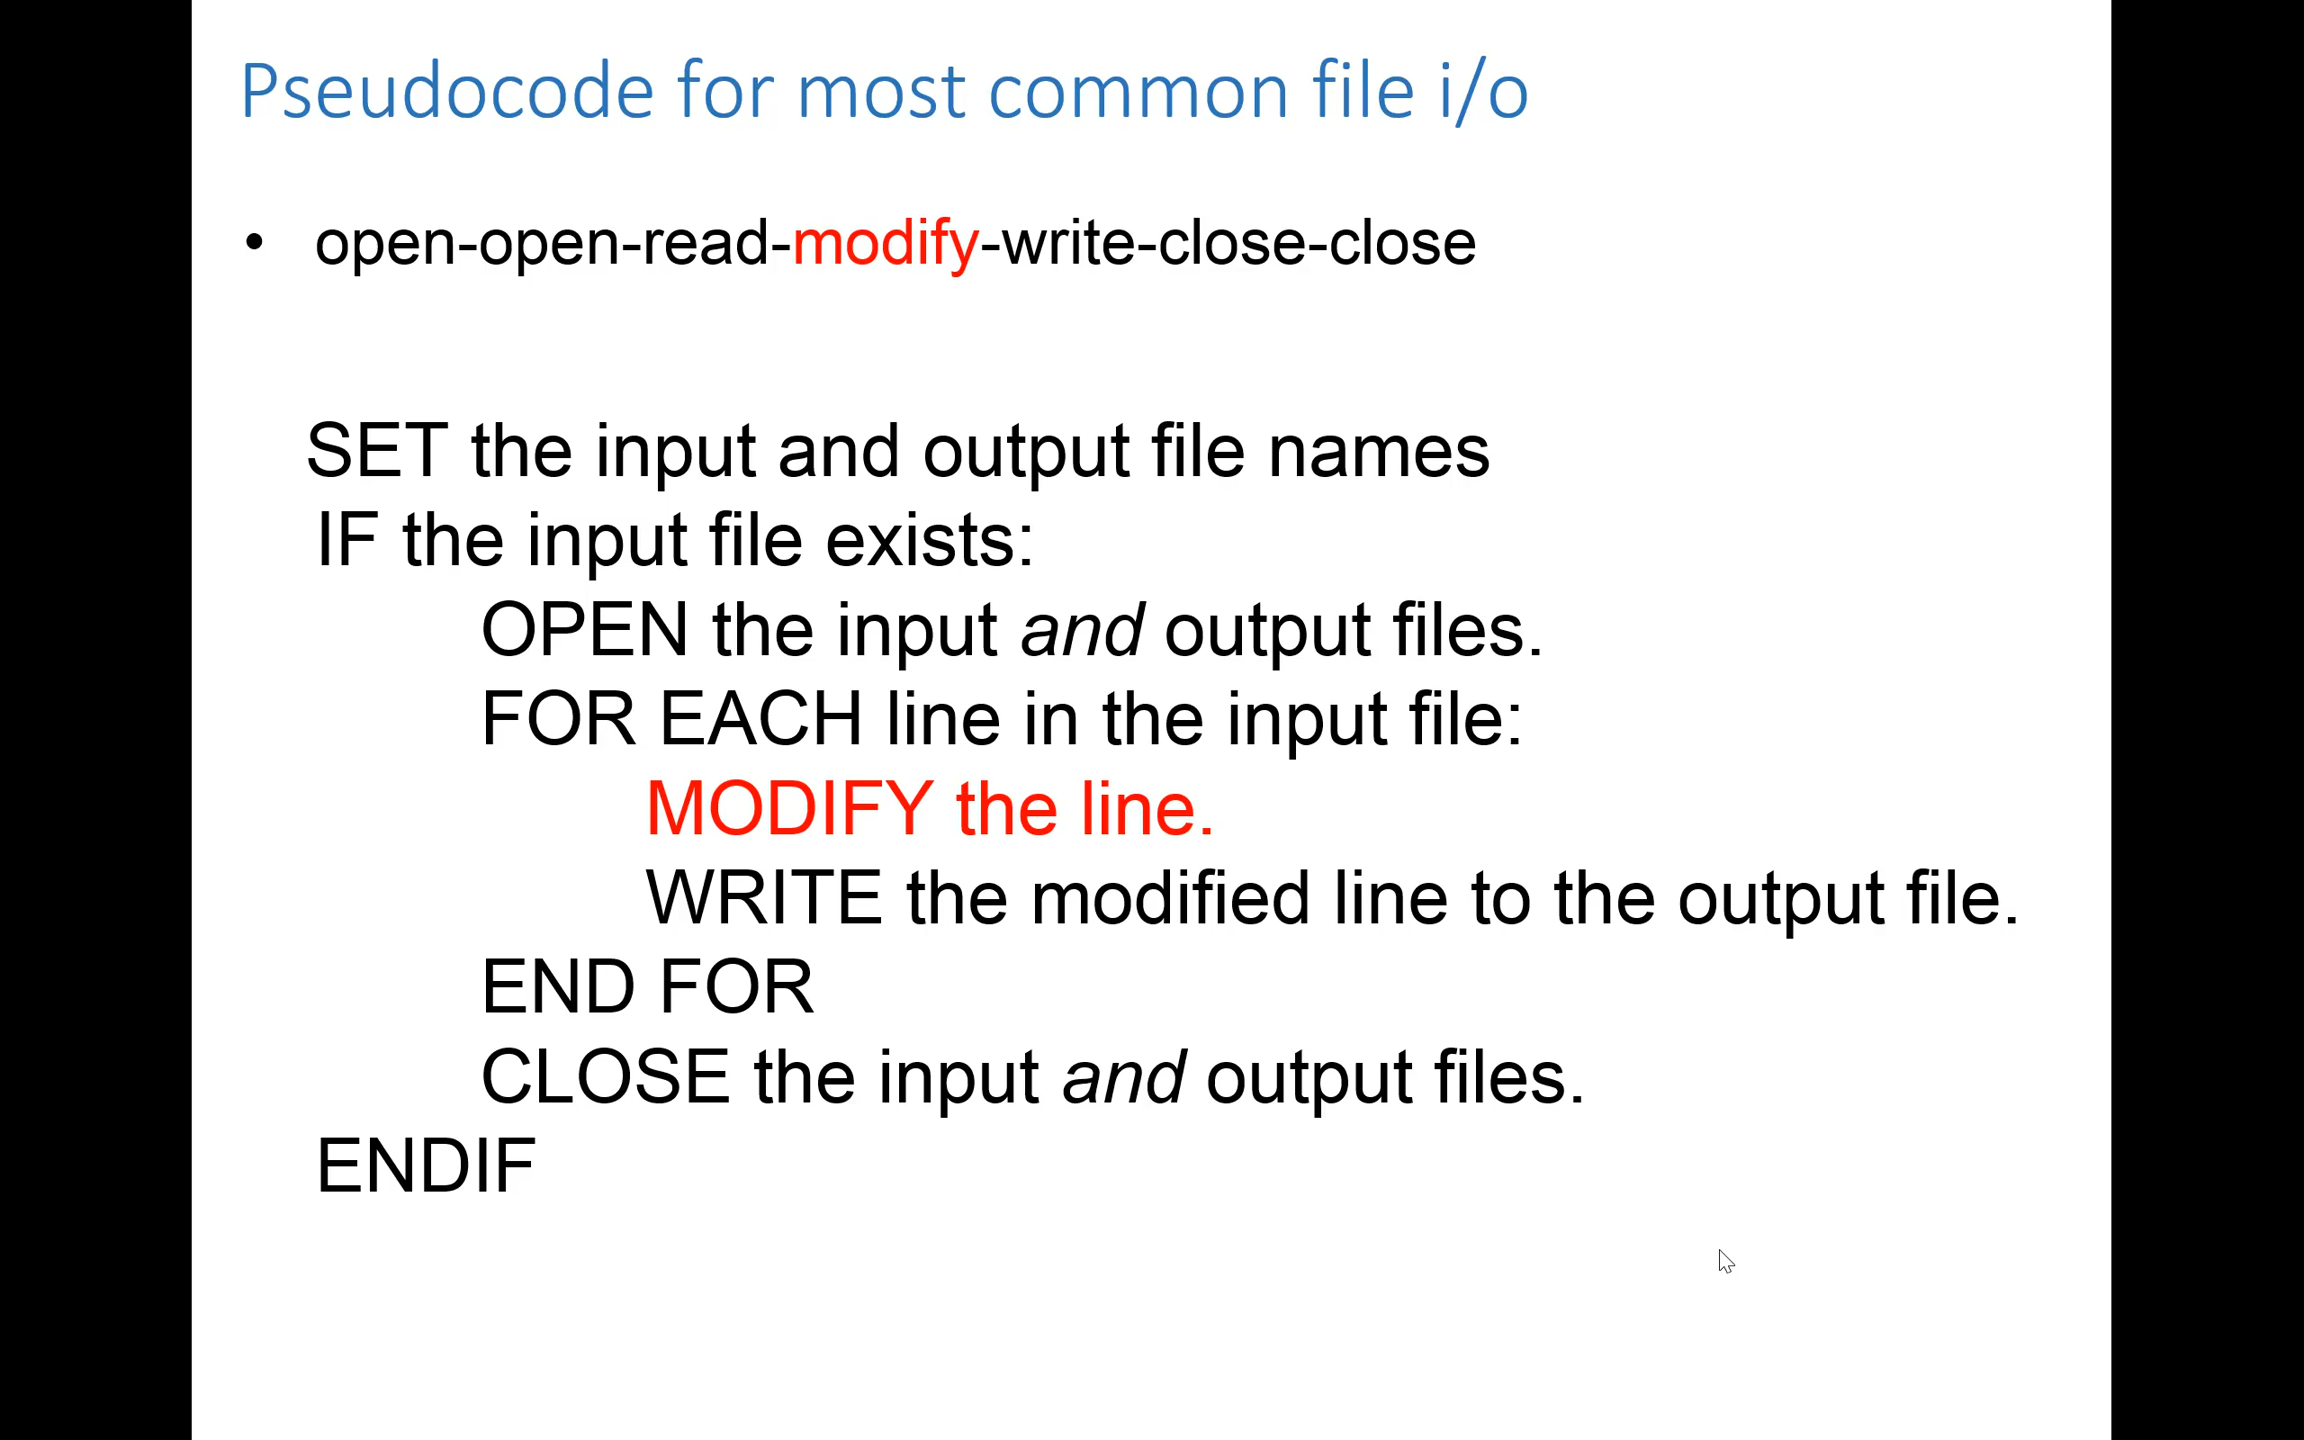 Pseudocode for most common file i/o
• open-open-read-modify-write-close-close
SET the input and output file names
IF the input file exists:
OPEN the input and output files.
FOR EACH line in the input file:
MODIFY the line.
WRITE the modified line to the output file.
END FOR
CLOSE the input and output files.
ENDIF